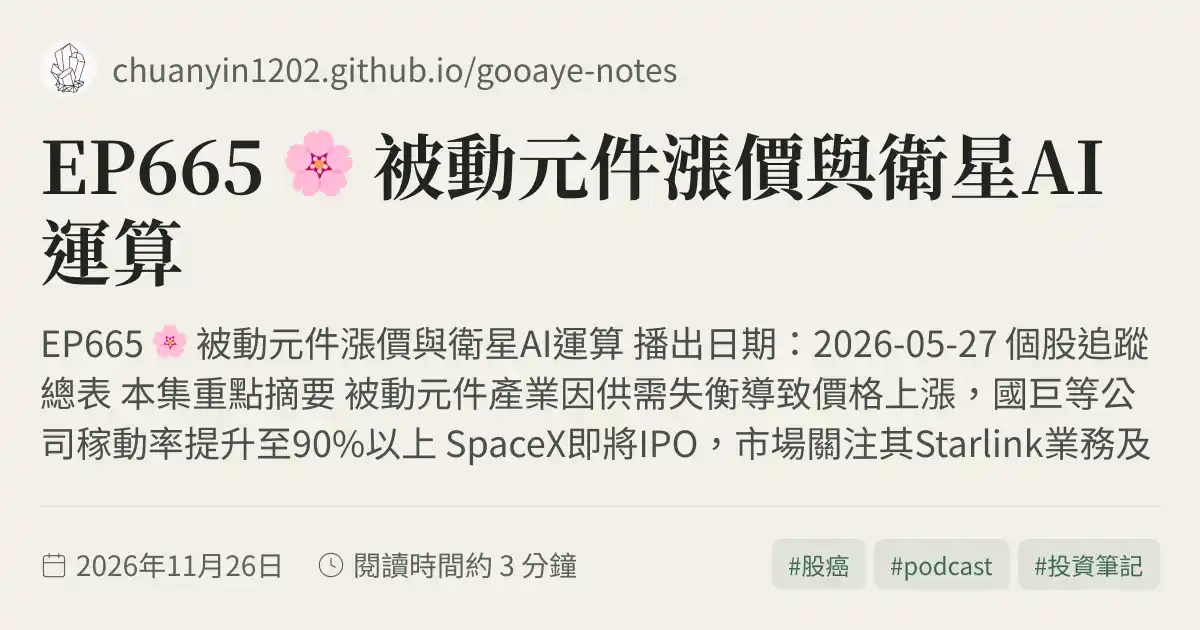 chuanyin1202.github.io/gooaye-notes
EP665 🌸 被動元件漲價與衛星AI
運算
EP665 🌸 被動元件漲價與衛星AI運算 播出日期：2026-05-27 個股追蹤
總表 本集重點摘要 被動元件產業因供需失衡導致價格上漲，國巨等公
司稼動率提升至90%以上 SpaceX即將IPO，市場關注其Starlink業務及
2026年11月26日 閱讀時間約 3 分鐘 #股癌 #podcast #投資筆記